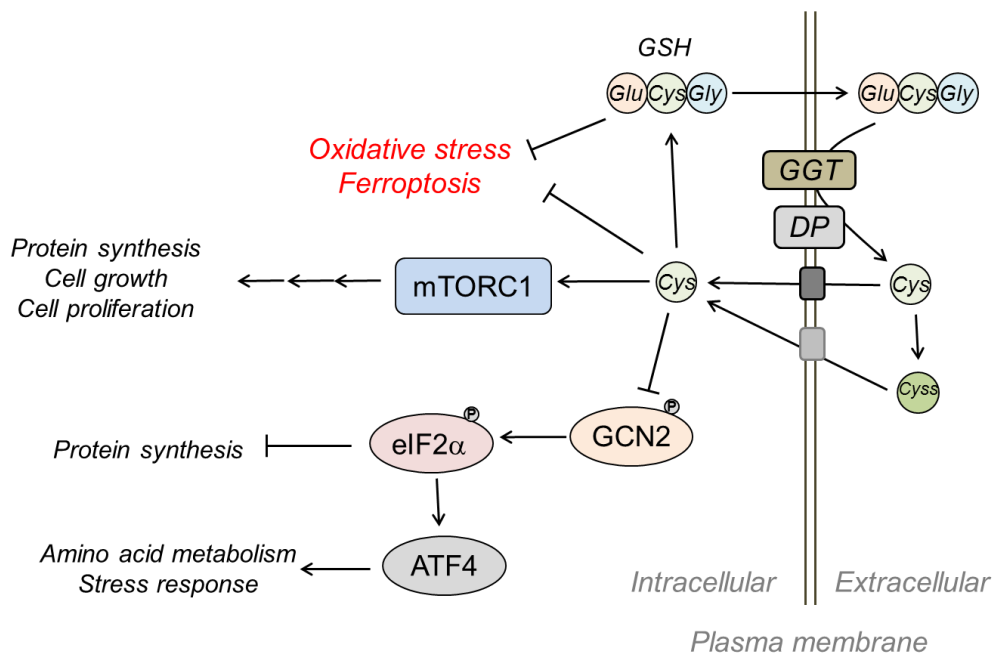 GSH
Glu Cys Gly
Glu Cys Gly
Oxidative stress
Ferroptosis
GGT
DP
Protein synthesis
Cell growth
Cell proliferation
mTORC1
Cys
Cys
Cyss
P
P
eIF2α
GCN2
Protein synthesis
Amino acid metabolism
Stress response
ATF4
Intracellular
Extracellular
Plasma membrane